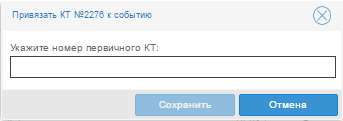 Привязать КТ №2276 к событию
Укажите номер первичного КТ:
Сохранить
Отмена